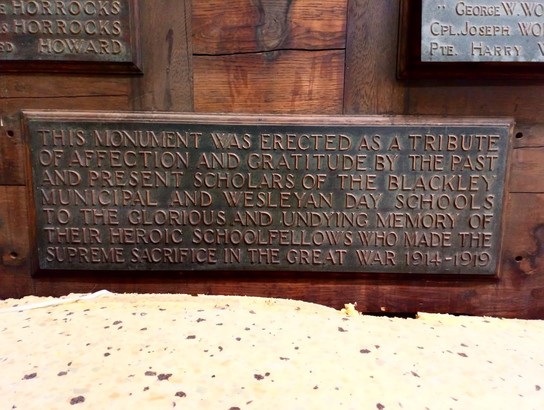 HORROCKS
HORROCKS
HOWARD
" GEORGE W. WO
CPL. JOSEPH WO
PTE. HARRY
THIS MONUMENT WAS ERECTED AS A TRIBUTE
OF AFFECTION AND GRATITUDE BY THE PAST
AND PRESENT SCHOLARS OF THE BLACKLEY
MUNICIPAL AND WESLEYAN DAY SCHOOLS
TO THE GLORIOUS AND UNDYING MEMORY OF
THEIR HEROIC SCHOOLFELLOWS WHO MADE THE
SUPREME SACRIFICE IN THE GREAT WAR 1914-1919